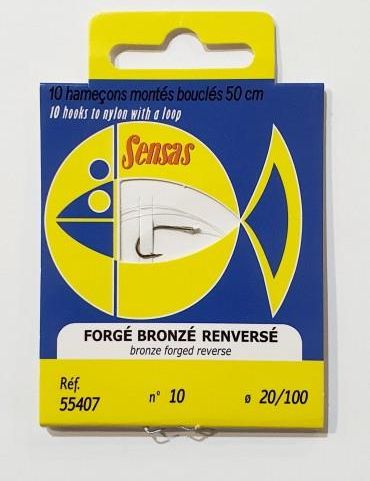 10 hameçons montés bouclés 50 cm
10 hooks to nylon with a loop
Sensas
FORGÉ BRONZÉ RENVERSÉ
bronze forged reverse
Réf.
55407 n° 10 ø 20/100